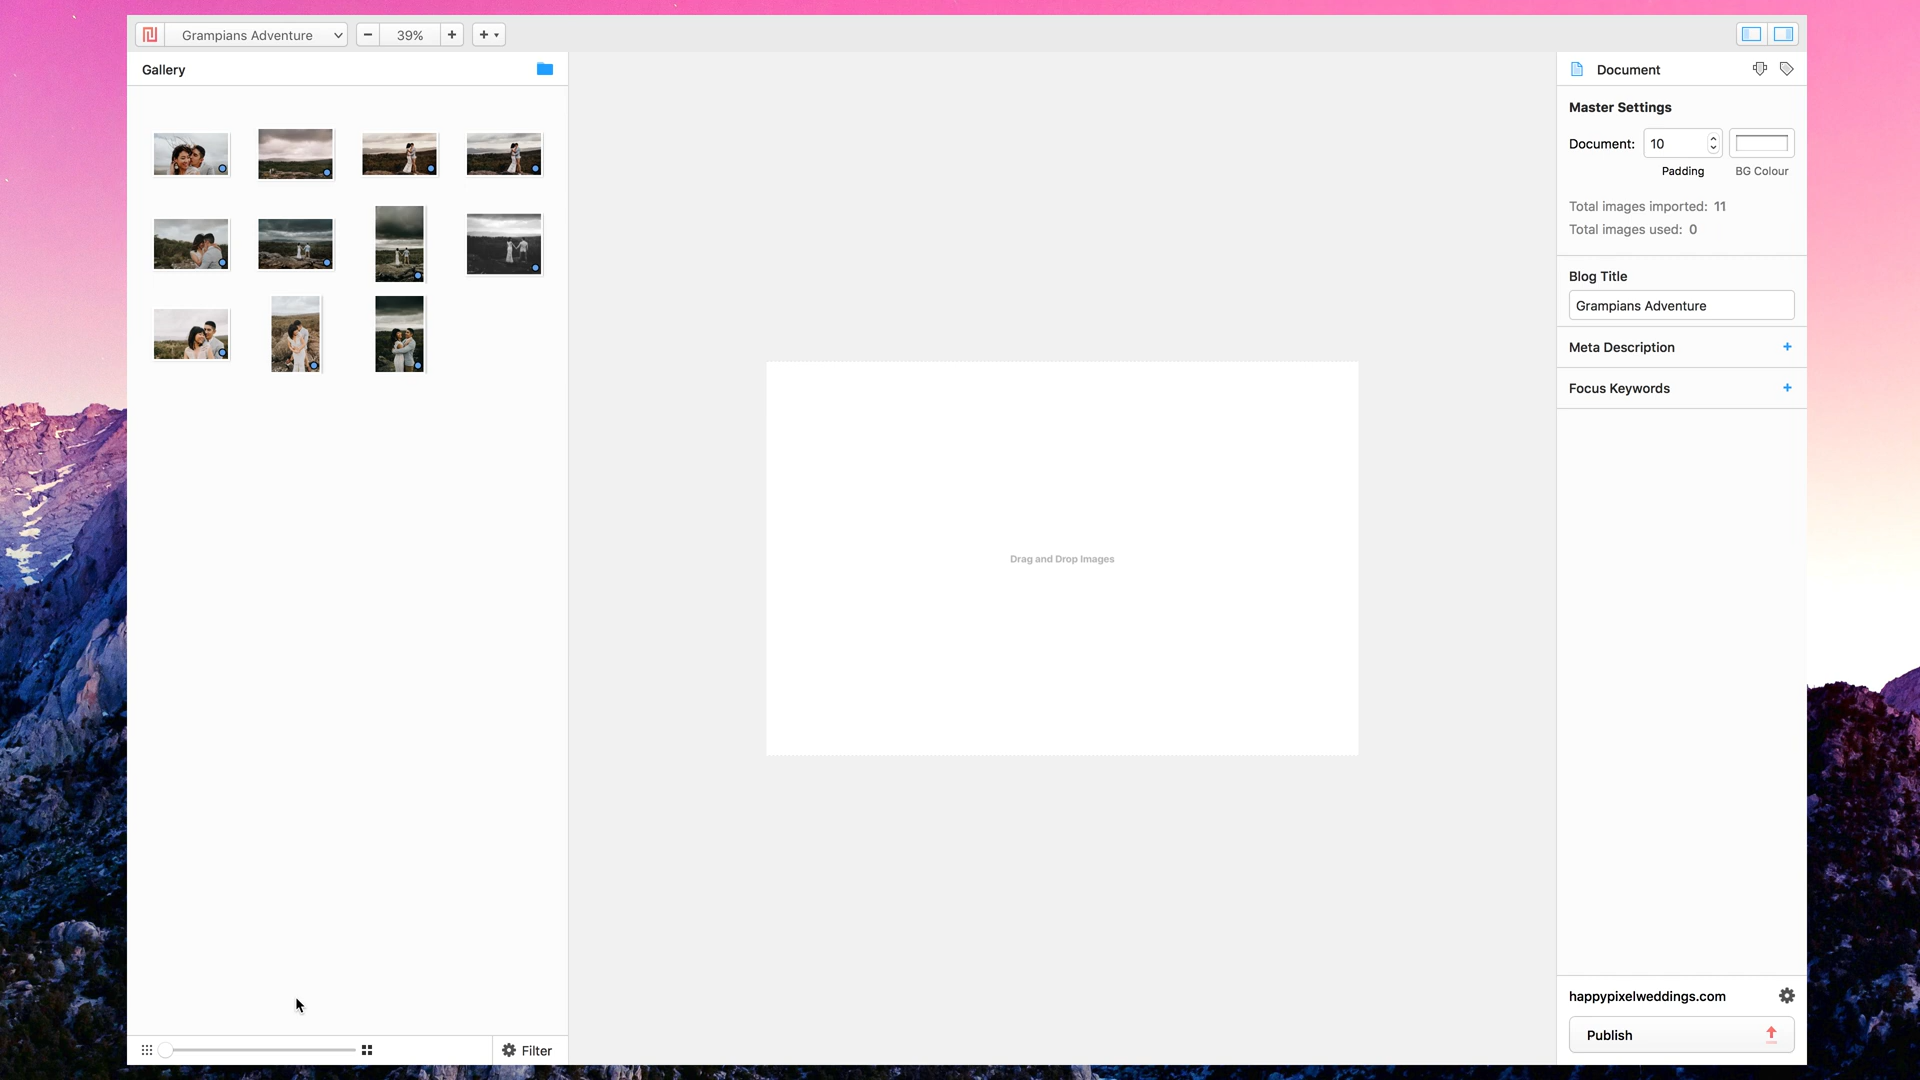 Grampians Adventure
39%
Gallery
Document
Master Settings
Document: 10
Padding
BG Colour
Total images imported: 11
Total images used: 0
Blog Title
Grampians Adventure
Meta Description
Focus Keywords
Drag and Drop Images
happypixelweddings.com
Publish
Filter